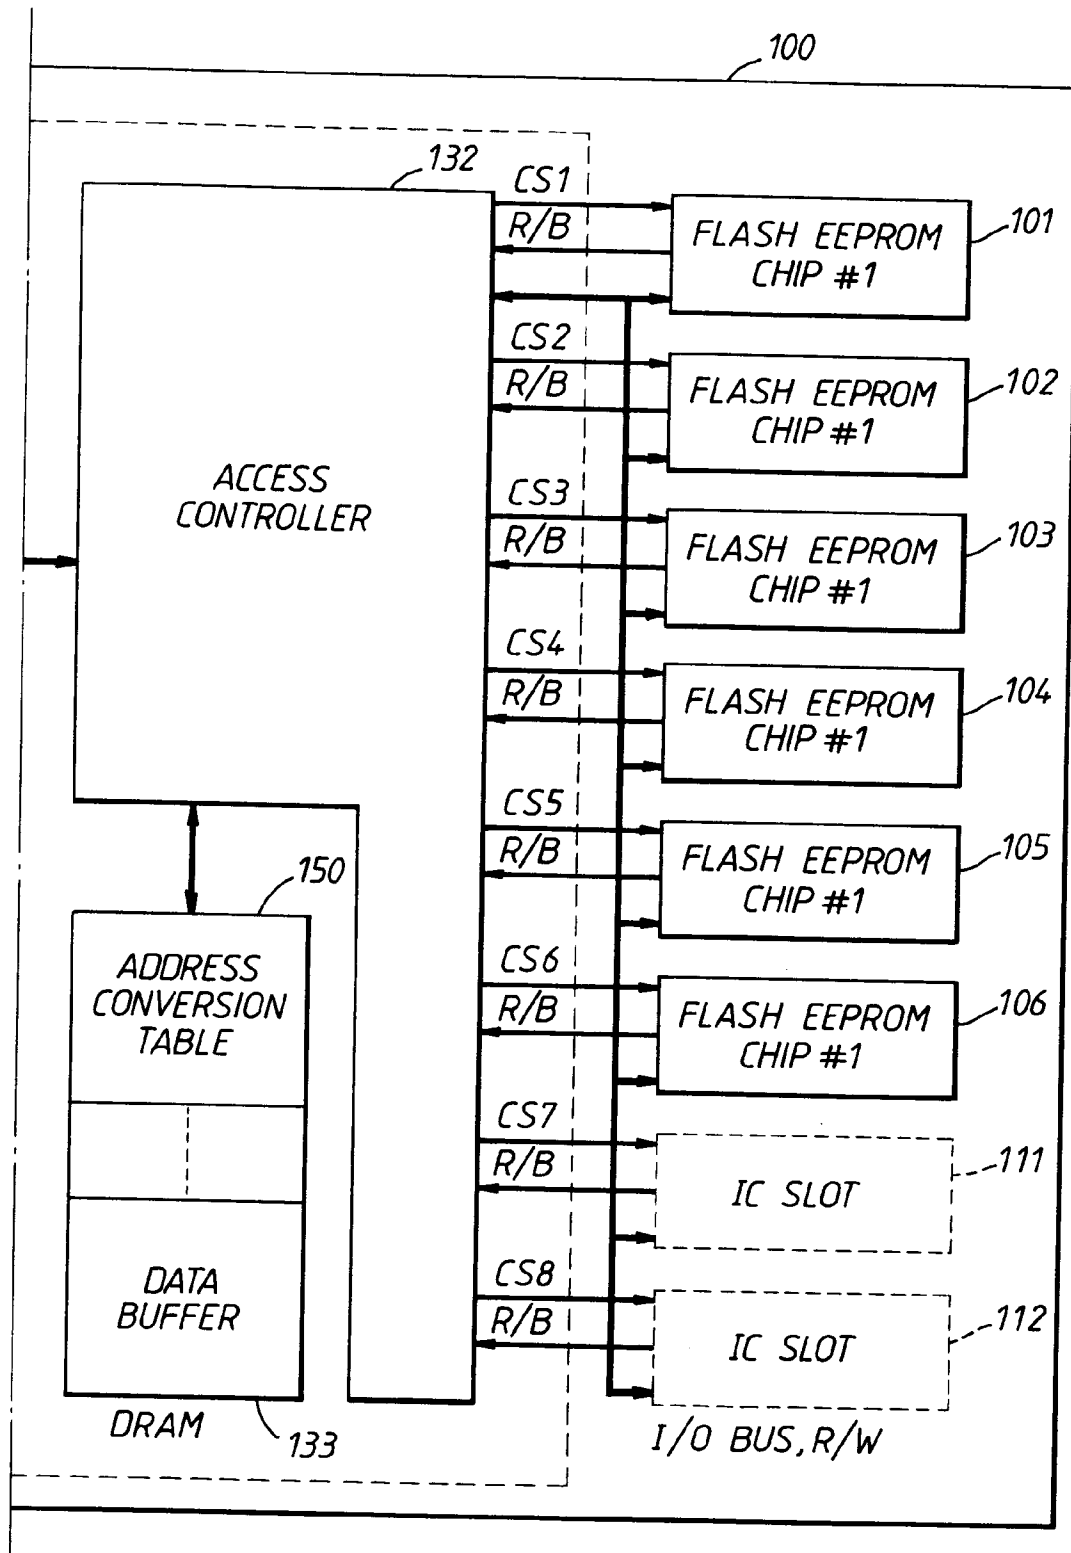 100
132
CS1
R/B
FLASH EEPROM
CHIP #1
101
CS2
R/B
FLASH EEPROM
CHIP #1
102
ACCESS
CONTROLLER
CS3
R/B
FLASH EEPROM
CHIP #1
103
CS4
R/B
FLASH EEPROM
CHIP #1
104
CS5
R/B
FLASH EEPROM
CHIP #1
105
150
ADDRESS
CONVERSION
TABLE
CS6
R/B
FLASH EEPROM
CHIP #1
106
CS7
R/B
IC SLOT
111
DATA
BUFFER
CS8
R/B
IC SLOT
112
DRAM
133
I/O BUS, R/W